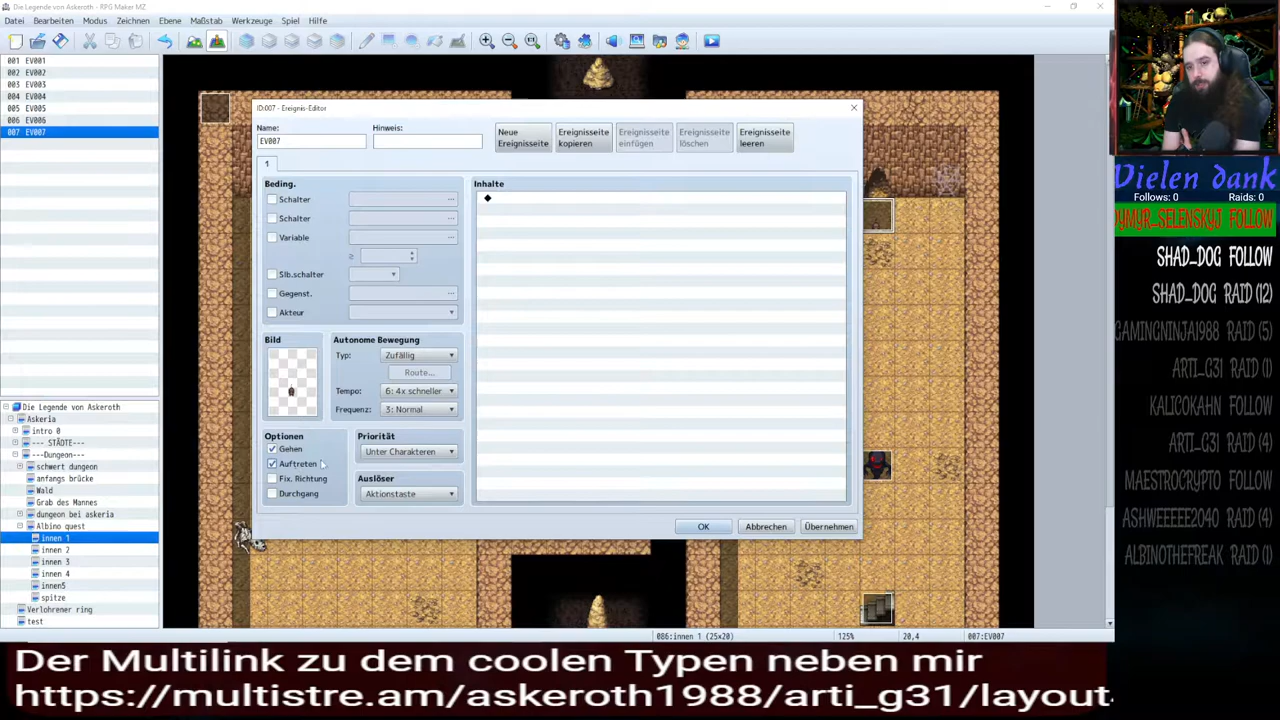 Die Legende von Askeroth - RPG Maker MZ
Datei Bearbeiten Modus Zeichnen Ebene Maßstab Werkzeuge Spiel Hilfe
001 EV001
002 EV002
003 EV003
004 EV004
005 EV005
006 EV006
007 EV007
ID:007 - Ereignis-Editor
Name: Hinweis:
EV007
Neue Ereignisseite
Ereignisseite kopieren
Ereignisseite einfügen
Ereignisseite löschen
Ereignisseite leeren
1
Beding.
Schalter
Schalter
Variable
≥
Slb.schalter
Gegenst.
Akteur
Inhalte
◆
Bild
Autonome Bewegung
Typ: Zufällig
Route...
Tempo: 6: 4x schneller
Frequenz: 3: Normal
Optionen
Gehen
Auftreten
Fix. Richtung
Durchgang
Priorität
Unter Charakteren
Auslöser
Aktionstaste
OK Abbrechen Übernehmen
Die Legende von Askeroth
Askeria
intro 0
--- STÄDTE---
---Dungeon---
schwert dungeon
anfangs brücke
Wald
Grab des Mannes
dungeon bei askeria
Albino quest
innen 1
innen 2
innen 3
innen 4
innen5
spitze
Verlohrener ring
test
086:innen 1 (25x20) 125% 20,4 007:EV007
Vielen dank
Follows: 0 Raids: 0
DYMYR_SELENSKYJ FOLLOW
SHAD_DOG FOLLOW
SHAD_DOG RAID (12)
GAMINGNINJA1988 RAID (5)
ARTI_G31 RAID (1)
KALICOKAHN FOLLOW
ARTI_G31 RAID (4)
MAESTROCRYPTO FOLLOW
ASHWEEEEE2040 RAID (4)
ALBINOTHEFREAK RAID (1)
Der Multilink zu dem coolen Typen neben mir
https://multistre.am/askeroth1988/arti_g31/layout